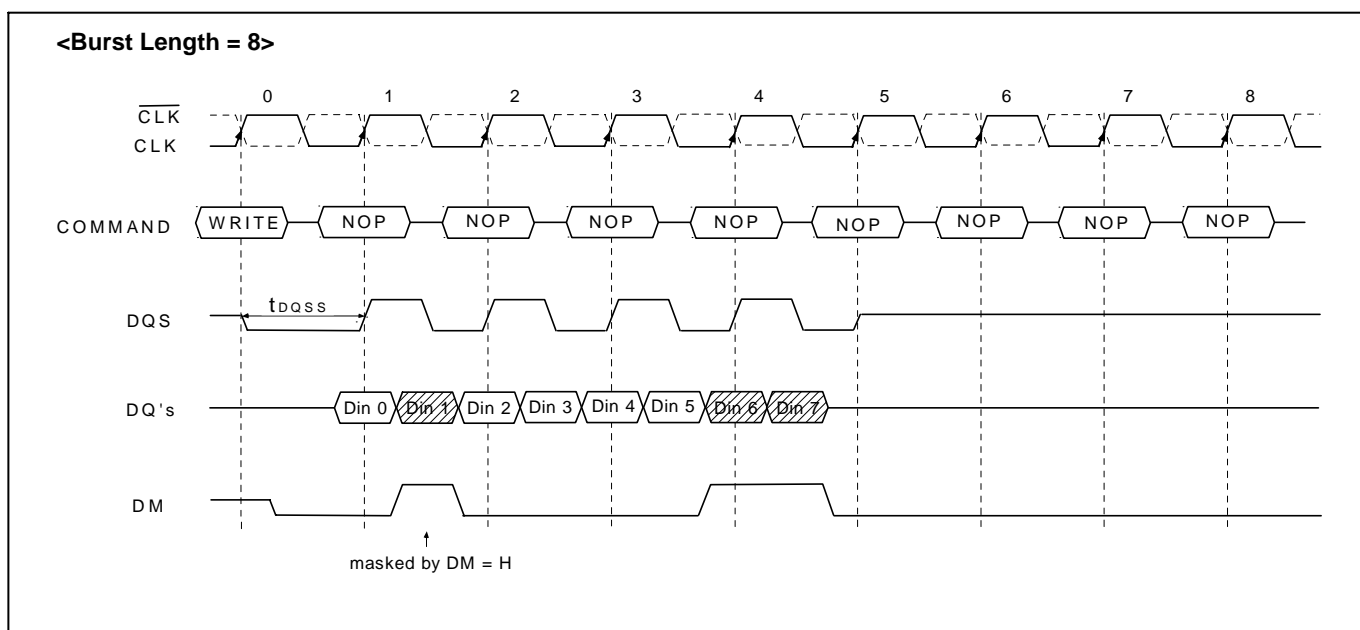 <Burst Length = 8>
0 1 2 3 4 5 6 7 8
CLK
CLK
COMMAND WRITE NOP NOP NOP NOP NOP NOP NOP NOP
tDQSS
DQS
DQ's Din 0 Din 1 Din 2 Din 3 Din 4 Din 5 Din 6 Din 7
DM
masked by DM = H